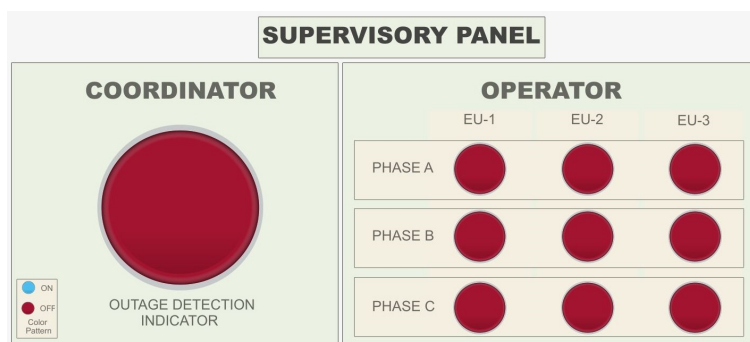 SUPERVISORY PANEL
COORDINATOR
OUTAGE DETECTION
INDICATOR
ON
OFF
Color
Pattern
OPERATOR
EU-1 EU-2 EU-3
PHASE A
PHASE B
PHASE C